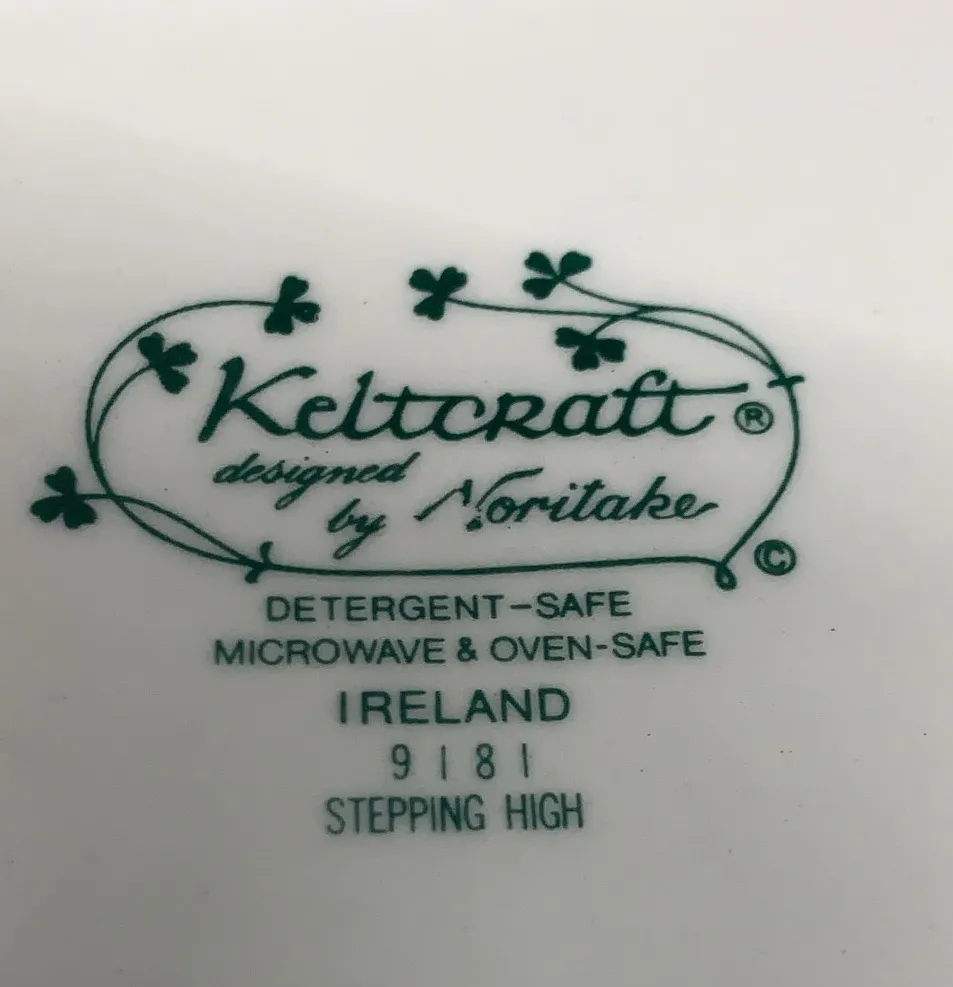 Keltcraft ®
designed
by Noritake
©
DETERGENT-SAFE
MICROWAVE & OVEN-SAFE
IRELAND
9181
STEPPING HIGH